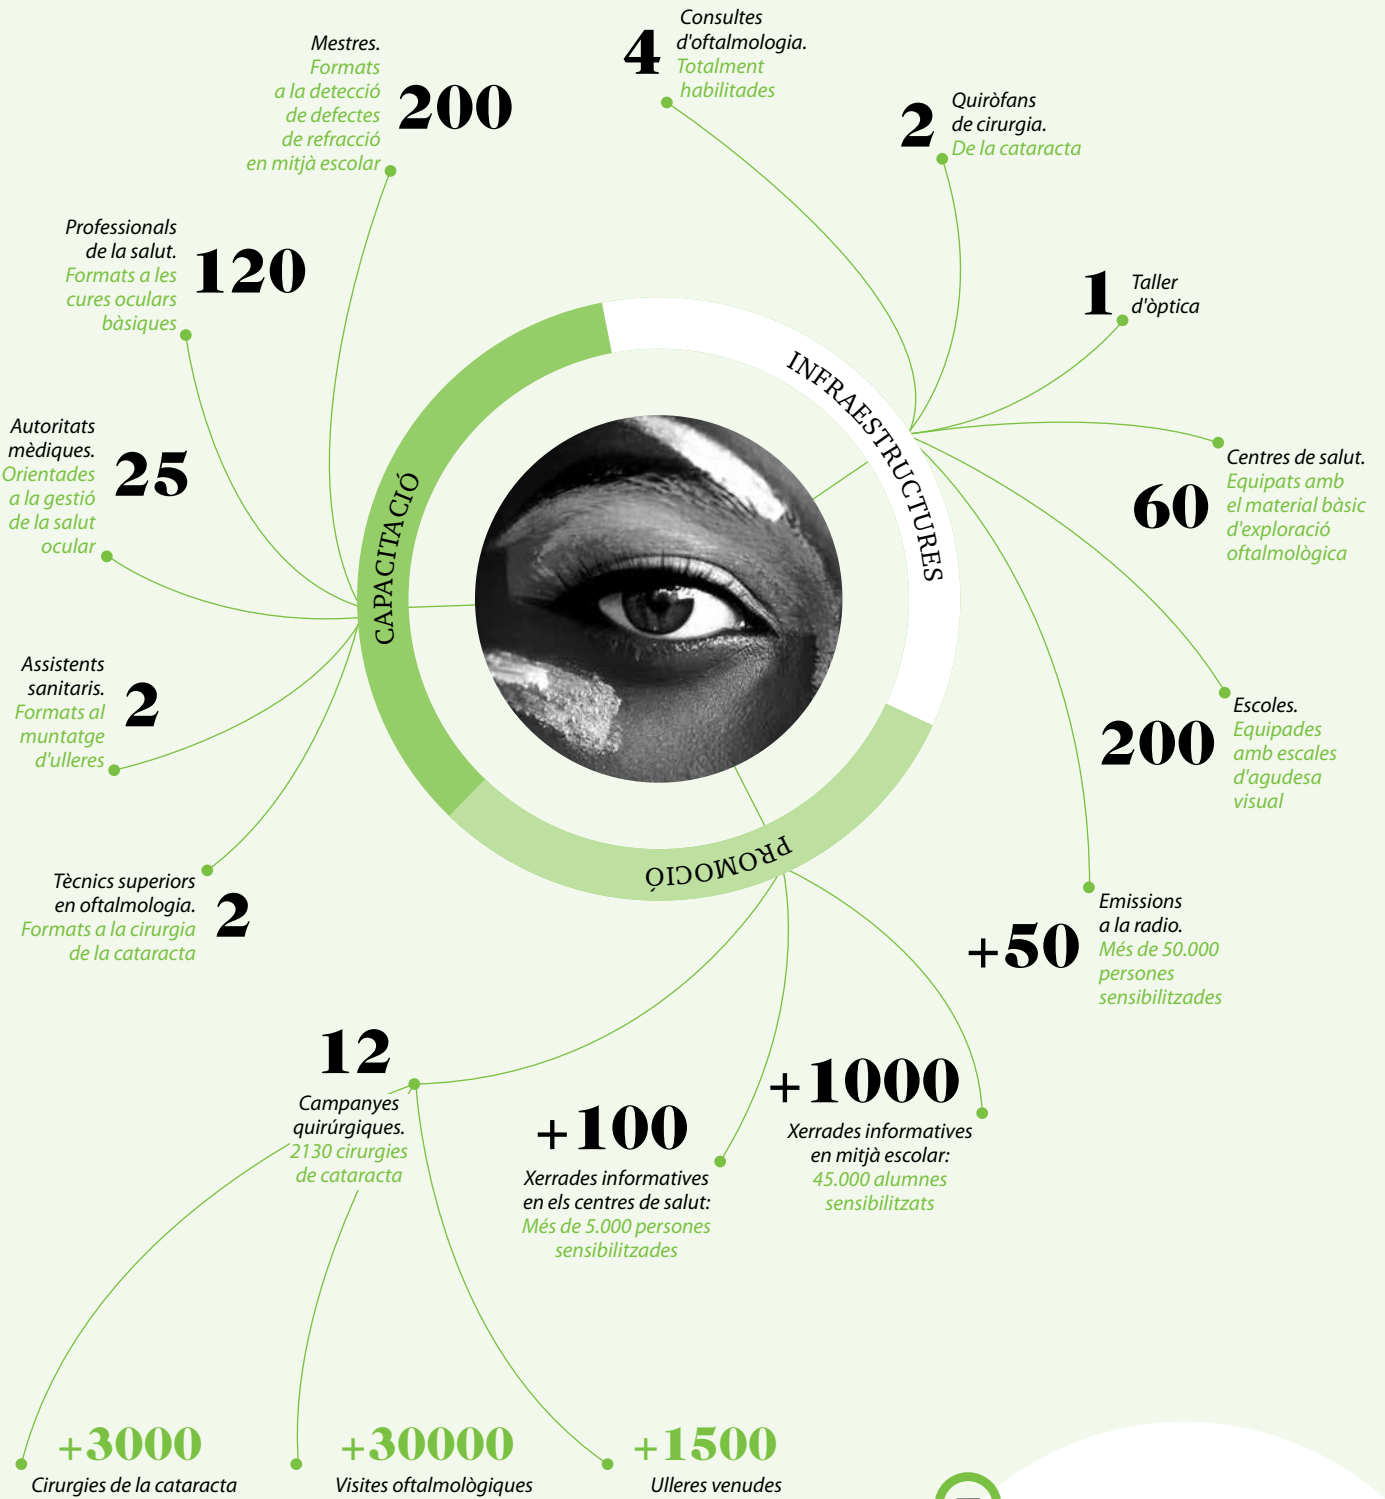 Mestres.
Formats
a la detecció
de defectes
de refracció
en mitjà escolar
200
Professionals
de la salut.
Formats a les
cures oculars
bàsiques
120
Autoritats
mèdiques.
Orientades
a la gestió
de la salut
ocular
25
Assistents
sanitaris.
Formats al
muntatge
d'ulleres
2
Tècnics superiors
en oftalmologia.
Formats a la cirurgia
de la cataracta
2
CAPACITACIÓ
4
Consultes
d'oftalmologia.
Totalment
habilitades
2
Quiròfans
de cirurgia.
De la cataracta
1
Taller
d'òptica
60
Centres de salut.
Equipats amb
el material bàsic
d'exploració
oftalmològica
200
Escoles.
Equipades
amb escales
d'agudesa
visual
+50
Emissions
a la radio.
Més de 50.000
persones
sensibilitzades
INFRAESTRUCTURES
PROMOCIÓ
12
Campanyes
quirúrgiques.
2130 cirurgies
de cataracta
+100
Xerrades informatives
en els centres de salut:
Més de 5.000 persones
sensibilitzades
+1000
Xerrades informatives
en mitjà escolar:
45.000 alumnes
sensibilitzats
+3000
Cirurgies de la cataracta
+30000
Visites oftalmològiques
+1500
Ulleres venudes